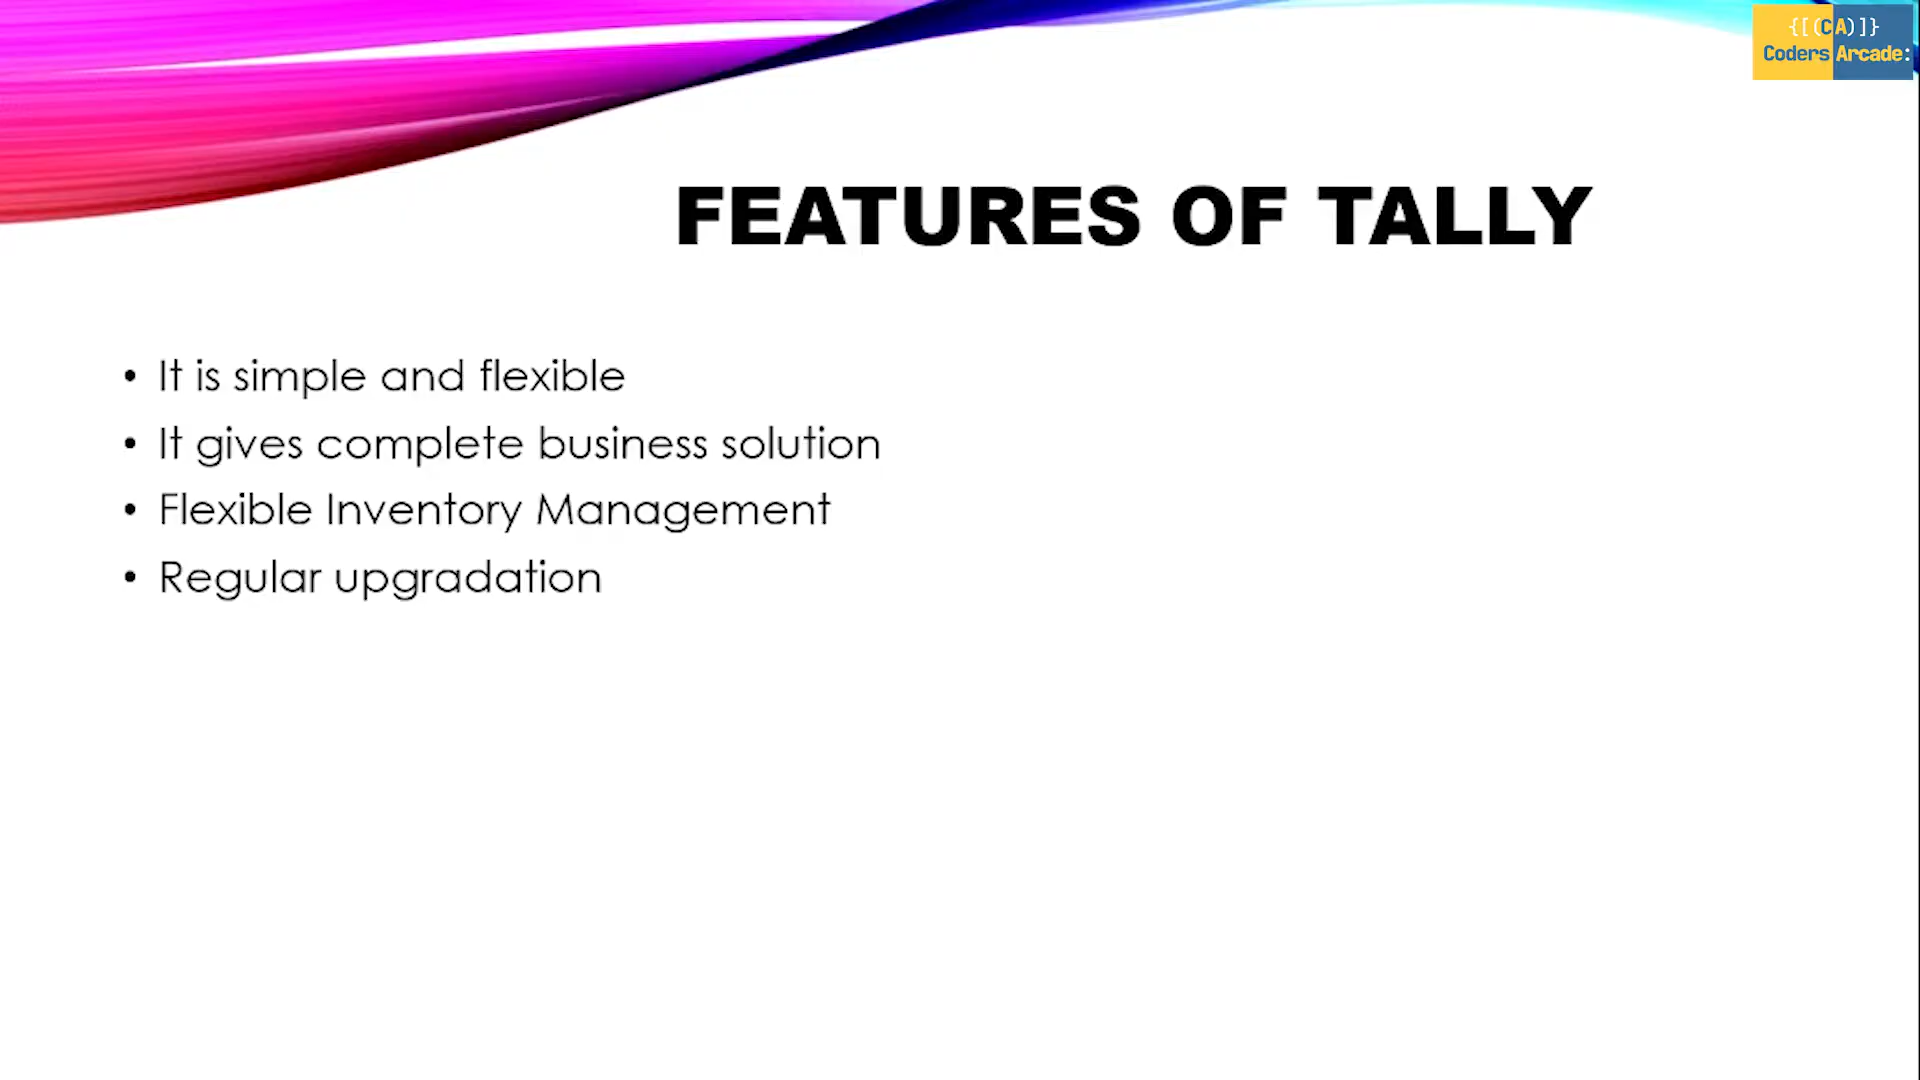 {[(CA)]}
Coders Arcade:
FEATURES OF TALLY
• It is simple and flexible
• It gives complete business solution
• Flexible Inventory Management
• Regular upgradation